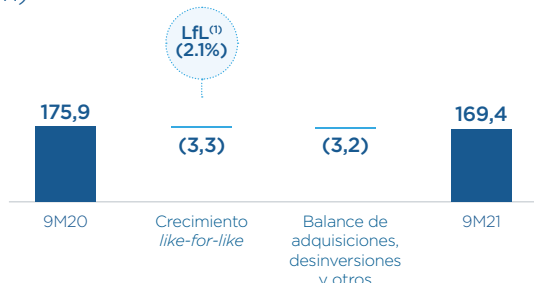 LfL(1)
(2.1%)
175,9
(3,3)
(3,2)
169,4
9M20
Crecimiento
like-for-like
Balance de
adquisiciones,
desinversiones
y otros
9M21